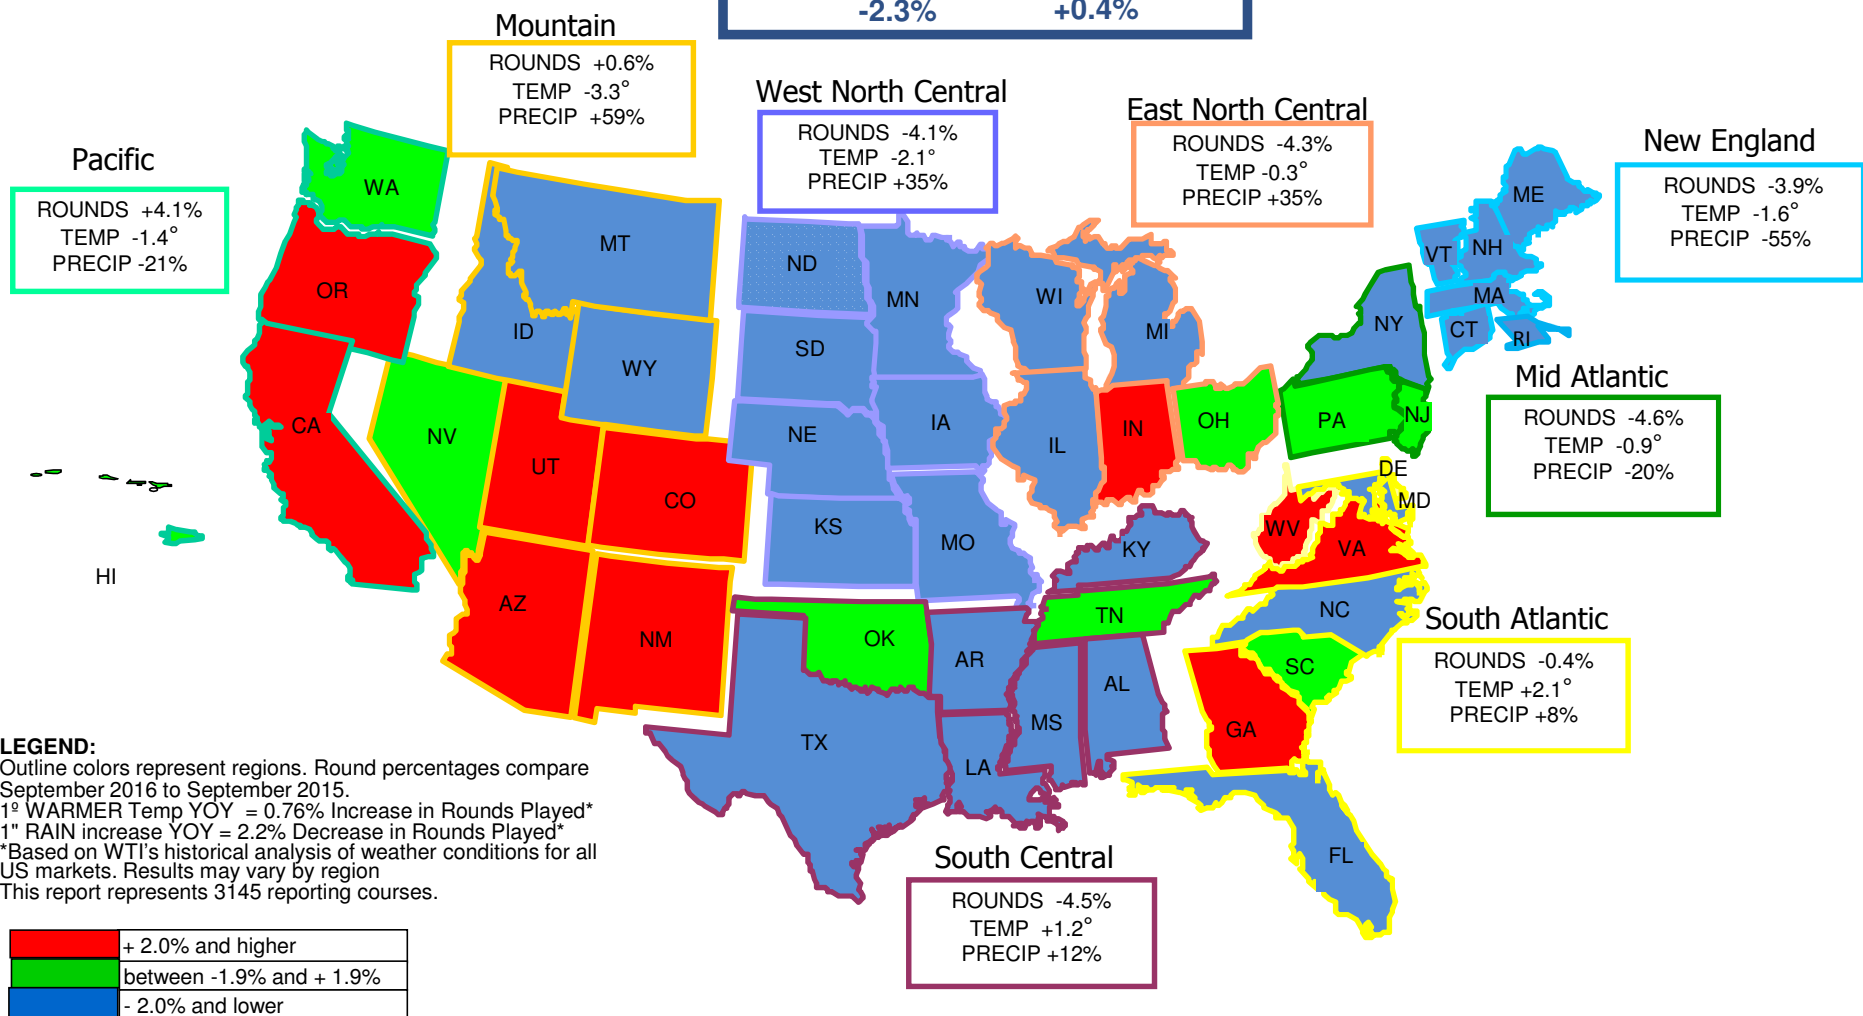 -2.3% +0.4%
Mountain
ROUNDS +0.6%
TEMP -3.3°
PRECIP +59%
West North Central
ROUNDS -4.1%
TEMP -2.1°
PRECIP +35%
East North Central
ROUNDS -4.3%
TEMP -0.3°
PRECIP +35%
New England
ROUNDS -3.9%
TEMP -1.6°
PRECIP -55%
Pacific
ROUNDS +4.1%
TEMP -1.4°
PRECIP -21%
WA
OR
CA
HI
MT
ID
WY
NV
UT
CO
AZ
NM
ND
SD
NE
KS
MN
IA
MO
WI
MI
IL
IN
OH
ME
VT
NH
MA
CT
RI
NY
PA
NJ
Mid Atlantic
ROUNDS -4.6%
TEMP -0.9°
PRECIP -20%
DE
MD
WV
VA
NC
SC
GA
FL
KY
TN
OK
AR
TX
LA
MS
AL
South Atlantic
ROUNDS -0.4%
TEMP +2.1°
PRECIP +8%
South Central
ROUNDS -4.5%
TEMP +1.2°
PRECIP +12%
LEGEND:
Outline colors represent regions. Round percentages compare
September 2016 to September 2015.
1º WARMER Temp YOY = 0.76% Increase in Rounds Played*
1" RAIN increase YOY = 2.2% Decrease in Rounds Played*
*Based on WTI's historical analysis of weather conditions for all
US markets. Results may vary by region
This report represents 3145 reporting courses.
+ 2.0% and higher
between -1.9% and + 1.9%
- 2.0% and lower